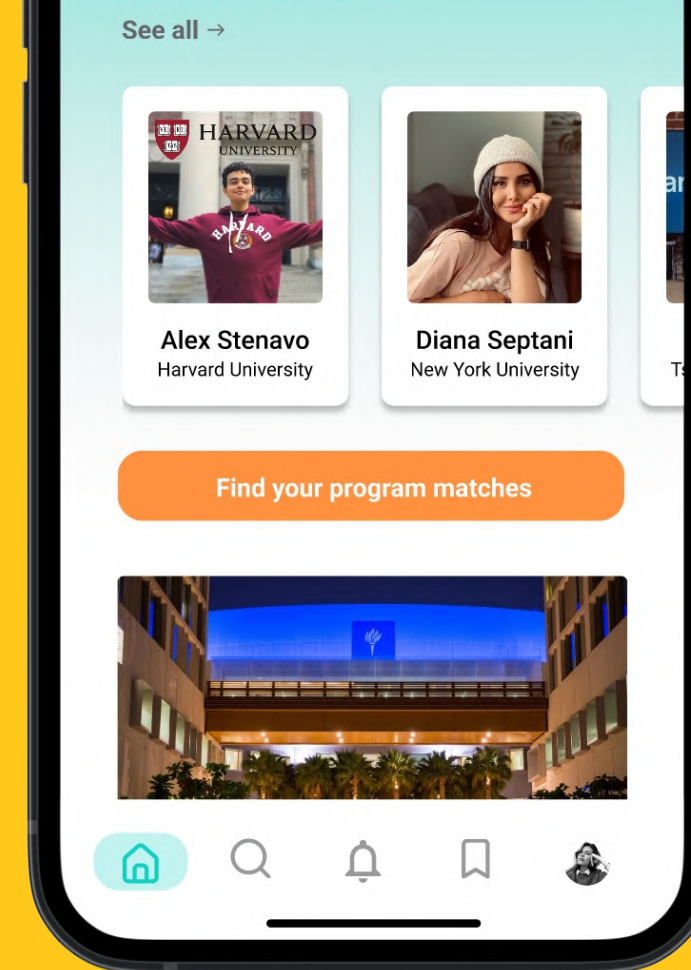 See all →
HARVARD
UNIVERSITY
HARVARD
Alex Stenavo
Harvard University
Diana Septani
New York University
Find your program matches